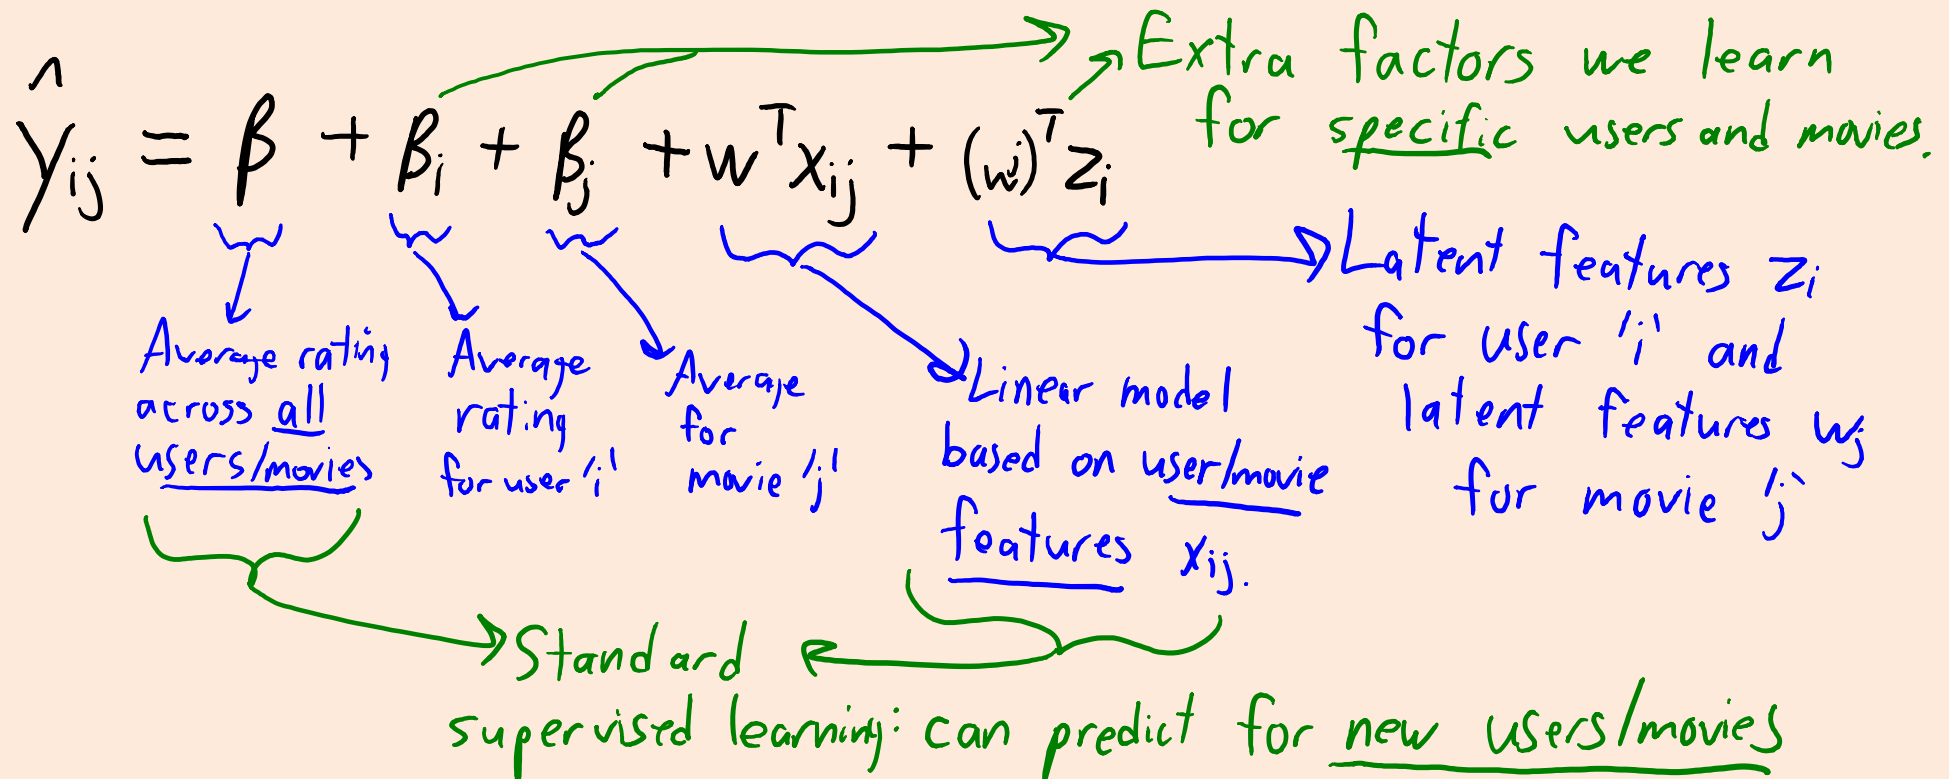 Extra factors we learn
for specific users and movies.
ŷij = β + βi + βj + wᵀxij + (wj)ᵀzi
Average rating
across all
users/movies
Average
rating
for user 'i'
Average
for
movie 'j'
Linear model
based on user/movie
features xij.
Latent features zi
for user 'i' and
latent features wj
for movie 'j'
Standard
supervised learning: can predict for new users/movies